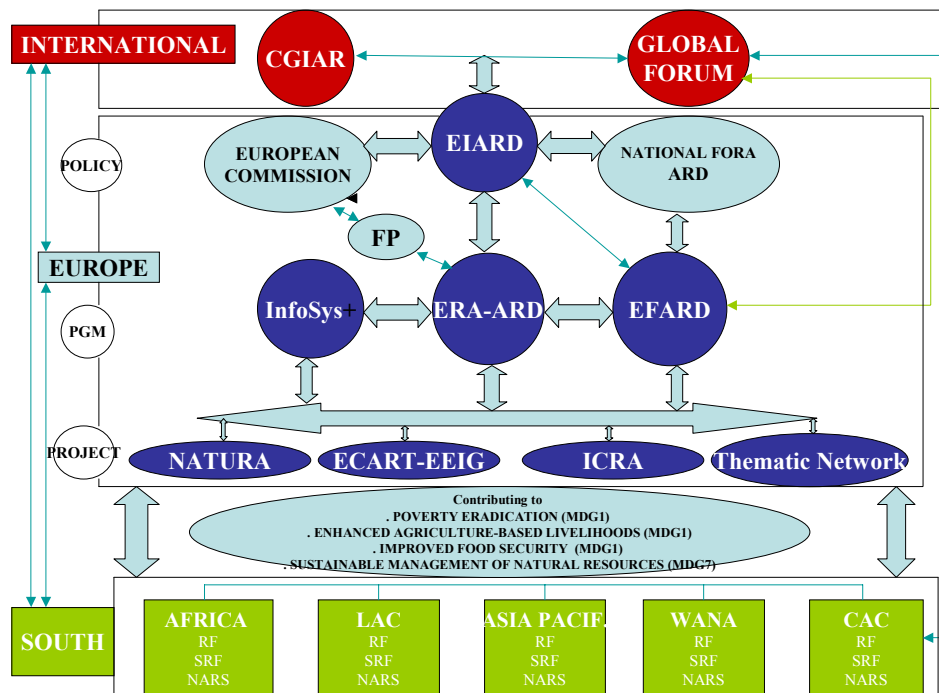 INTERNATIONAL
CGIAR
GLOBAL
FORUM
POLICY
EUROPEAN
COMMISSION
EIARD
NATIONAL FORA
ARD
FP
EUROPE
InfoSys+
ERA-ARD
EFARD
PGM
PROJECT
NATURA
ECART-EEIG
ICRA
Thematic Network
Contributing to
. POVERTY ERADICATION (MDG1)
. ENHANCED AGRICULTURE-BASED LIVELIHOODS (MDG1)
. IMPROVED FOOD SECURITY (MDG1)
. SUSTAINABLE MANAGEMENT OF NATURAL RESOURCES (MDG7)
SOUTH
AFRICA
RF
SRF
NARS
LAC
RF
SRF
NARS
ASIA PACIF.
RF
SRF
NARS
WANA
RF
SRF
NARS
CAC
RF
SRF
NARS